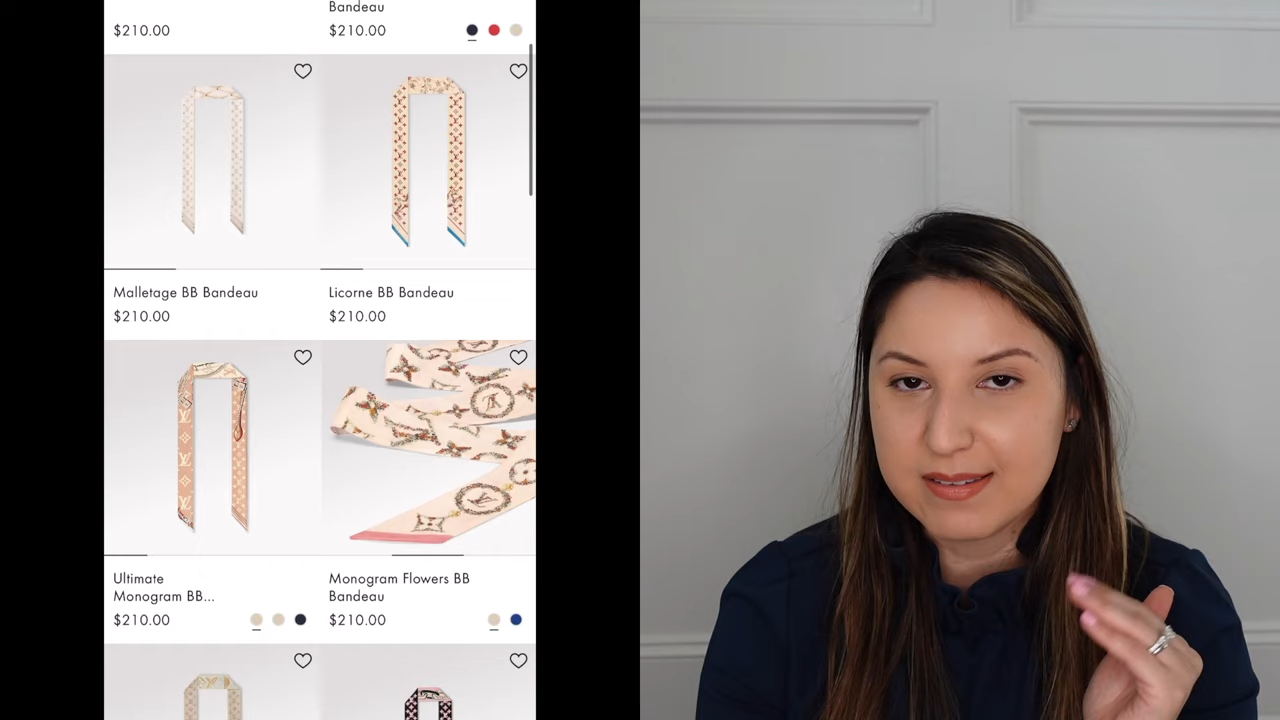 Bandeau
$210.00
$210.00
Malletage BB Bandeau
$210.00
Licorne BB Bandeau
$210.00
Ultimate
Monogram BB...
$210.00
Monogram Flowers BB
Bandeau
$210.00